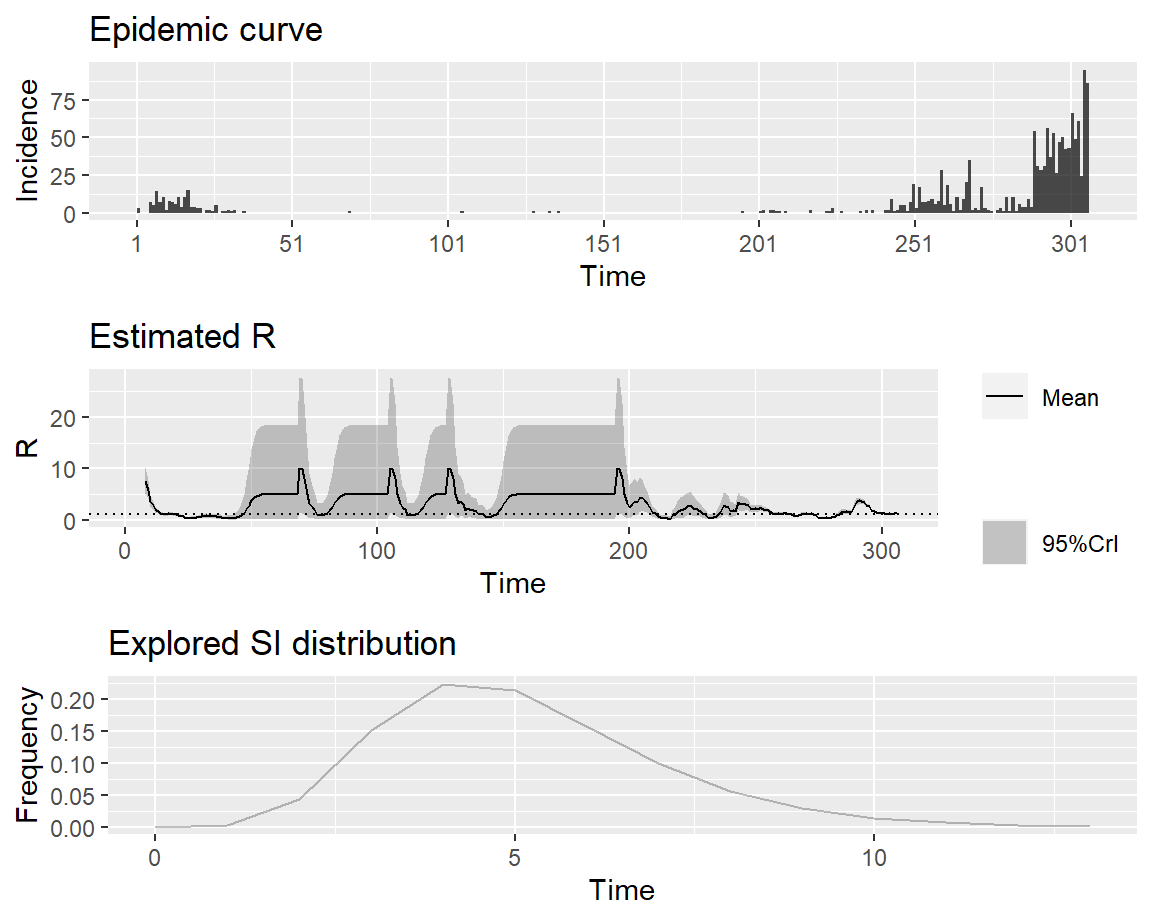 Epidemic curve
Incidence
75
50
25
0
1 51 101 151 201 251 301
Time
Estimated R
R
20
10
0
0 100 200 300
Time
Mean
95%CrI
Explored SI distribution
Frequency
0.20
0.15
0.10
0.05
0.00
0 5 10
Time